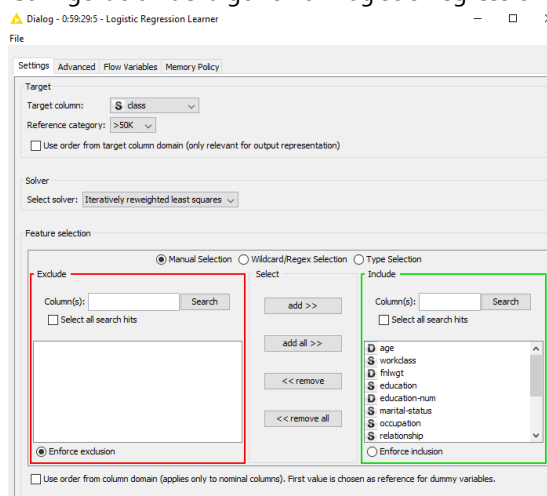 Dialog - 0:59:29:5 - Logistic Regression Learner
File
Settings Advanced Flow Variables Memory Policy
Target
Target column: S class
Reference category: >50K
Use order from target column domain (only relevant for output representation)
Solver
Select solver: Iteratively reweighted least squares
Feature selection
Manual Selection Wildcard/Regex Selection Type Selection
Exclude Select Include
Column(s): Search add >> Column(s): Search
Select all search hits Select all search hits
add all >>
D age
S workclass
D fnlwgt
<< remove
S education
D education-num
S marital-status
<< remove all
S occupation
S relationship
Enforce exclusion Enforce inclusion
Use order from column domain (applies only to nominal columns). First value is chosen as reference for dummy variables.